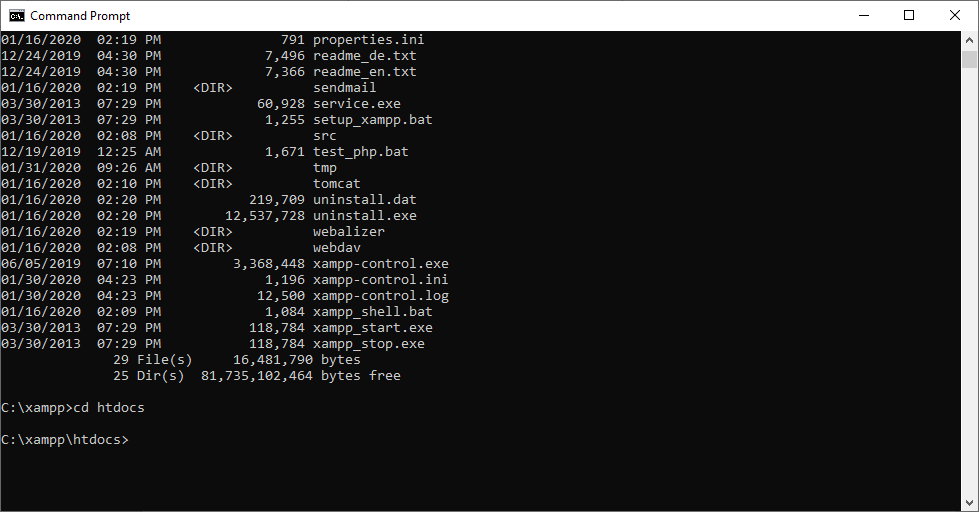 Command Prompt
01/16/2020  02:19 PM               791 properties.ini
12/24/2019  04:30 PM             7,496 readme_de.txt
12/24/2019  04:30 PM             7,366 readme_en.txt
01/16/2020  02:19 PM    <DIR>          sendmail
03/30/2013  07:29 PM            60,928 service.exe
03/30/2013  07:29 PM             1,255 setup_xampp.bat
01/16/2020  02:08 PM    <DIR>          src
12/19/2019  12:25 AM             1,671 test_php.bat
01/31/2020  09:26 AM    <DIR>          tmp
01/16/2020  02:10 PM    <DIR>          tomcat
01/16/2020  02:20 PM           219,709 uninstall.dat
01/16/2020  02:20 PM        12,537,728 uninstall.exe
01/16/2020  02:19 PM    <DIR>          webalizer
01/16/2020  02:08 PM    <DIR>          webdav
06/05/2019  07:10 PM         3,368,448 xampp-control.exe
01/30/2020  04:23 PM             1,196 xampp-control.ini
01/30/2020  04:23 PM            12,500 xampp-control.log
01/16/2020  02:09 PM             1,084 xampp_shell.bat
03/30/2013  07:29 PM           118,784 xampp_start.exe
03/30/2013  07:29 PM           118,784 xampp_stop.exe
29 File(s)     16,481,790 bytes
25 Dir(s)  81,735,102,464 bytes free
C:\xampp>cd htdocs
C:\xampp\htdocs>